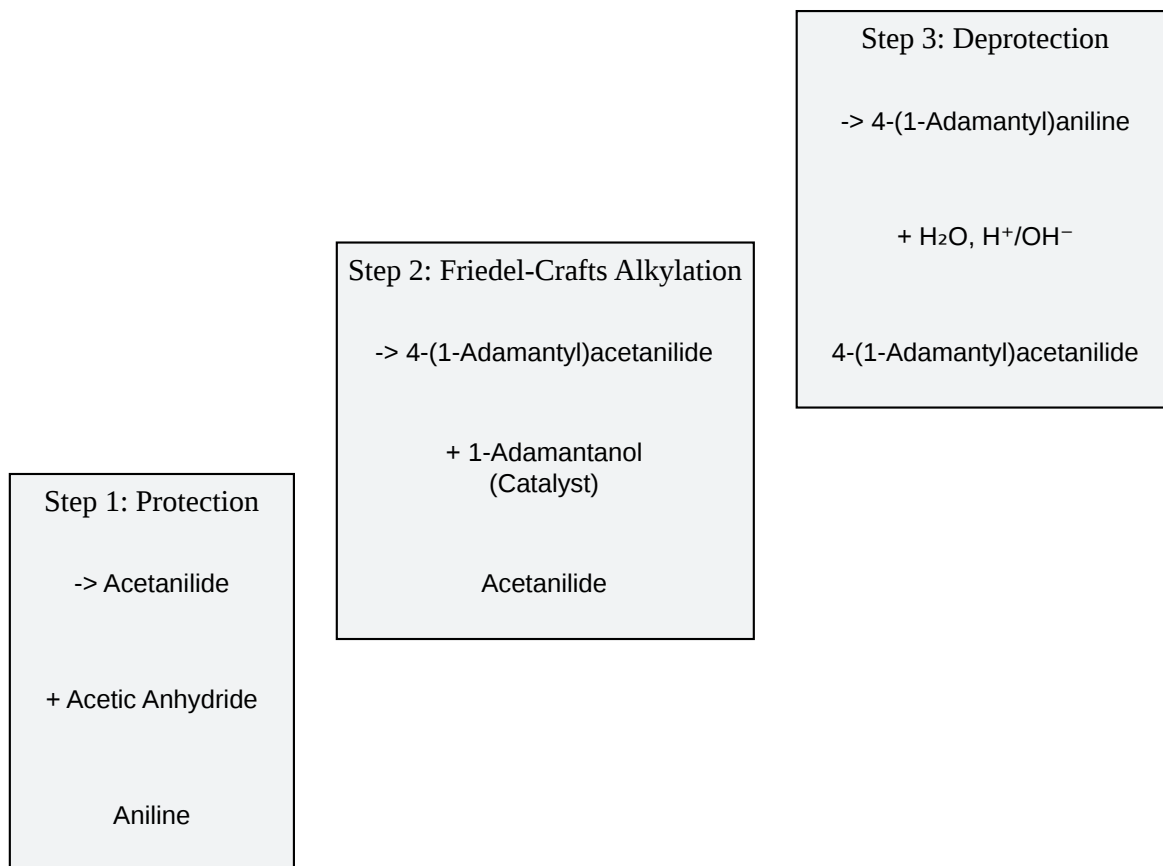 Step 1: Protection
-> Acetanilide
+ Acetic Anhydride
Aniline
Step 2: Friedel-Crafts Alkylation
-> 4-(1-Adamantyl)acetanilide
+ 1-Adamantanol
(Catalyst)
Acetanilide
Step 3: Deprotection
-> 4-(1-Adamantyl)aniline
+ H₂O, H⁺/OH⁻
4-(1-Adamantyl)acetanilide